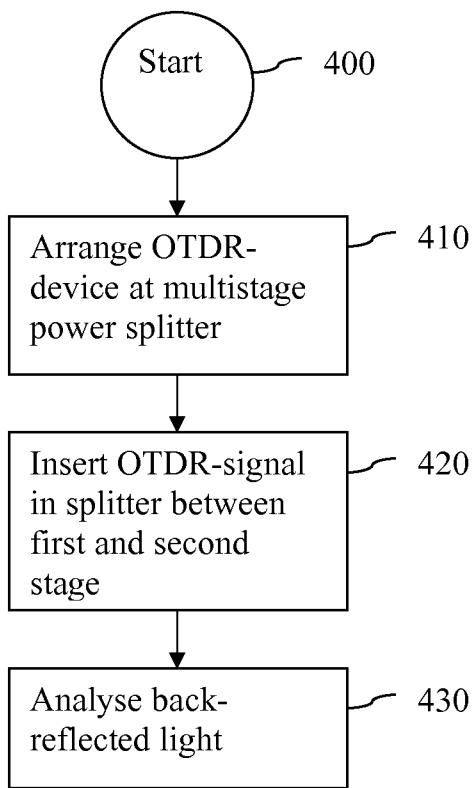 Start
400
Arrange OTDR-
device at multistage
power splitter
410
Insert OTDR-signal
in splitter between
first and second
stage
420
Analyse back-
reflected light
430